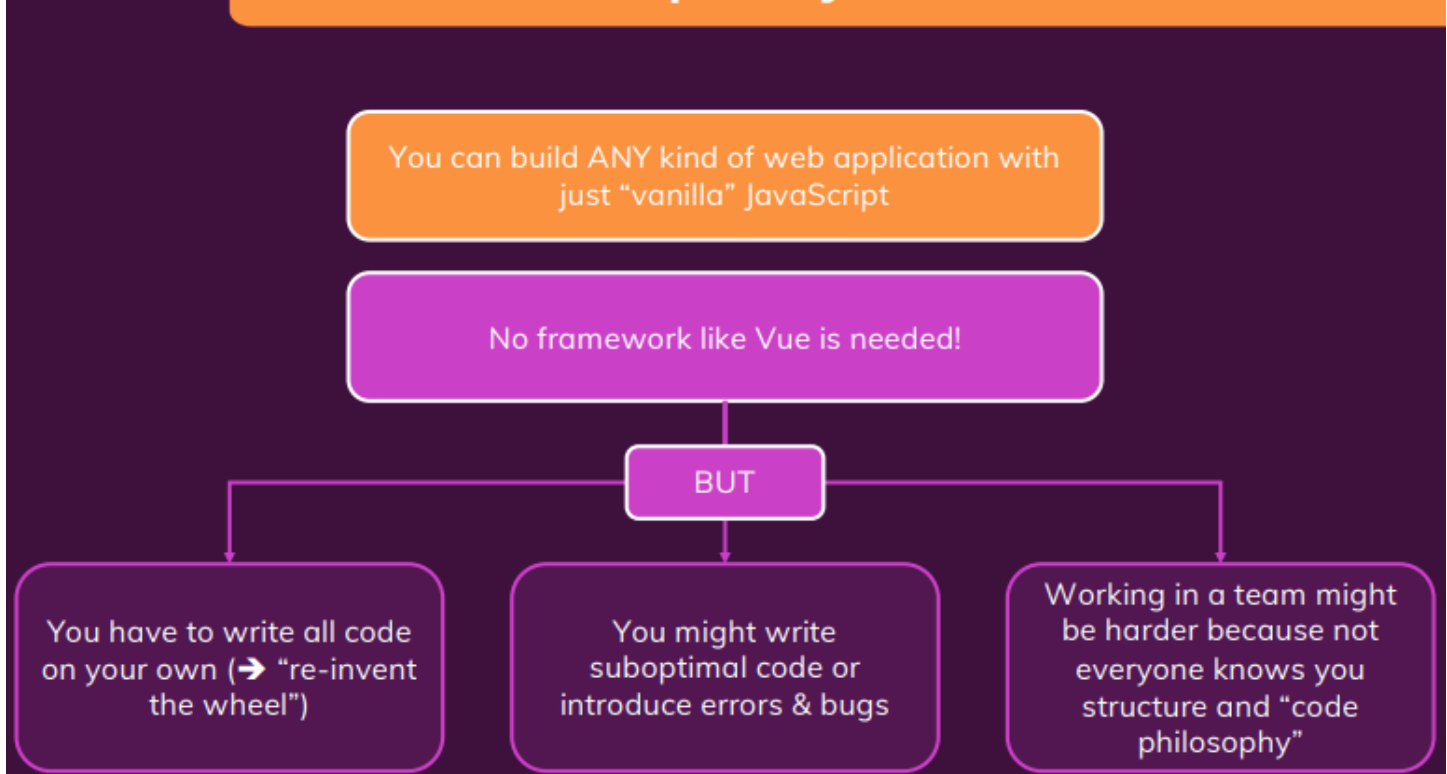 You can build ANY kind of web application with
just “vanilla” JavaScript
No framework like Vue is needed!
BUT
You have to write all code
on your own (➔ “re-invent
the wheel”)
You might write
suboptimal code or
introduce errors & bugs
Working in a team might
be harder because not
everyone knows you
structure and “code
philosophy”